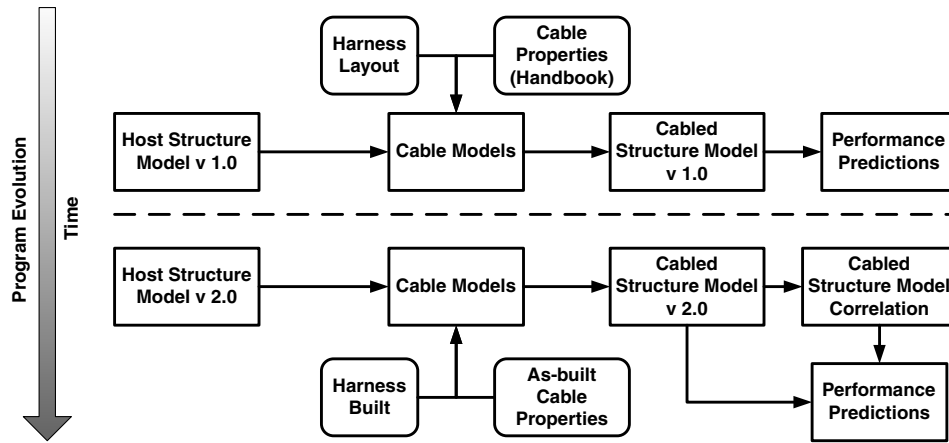 Program Evolution
Time
Harness
Layout
Cable
Properties
(Handbook)
Host Structure
Model v 1.0
Cable Models
Cabled
Structure Model
v 1.0
Performance
Predictions
Host Structure
Model v 2.0
Cable Models
Cabled
Structure Model
v 2.0
Cabled
Structure Model
Correlation
Harness
Built
As-built
Cable
Properties
Performance
Predictions